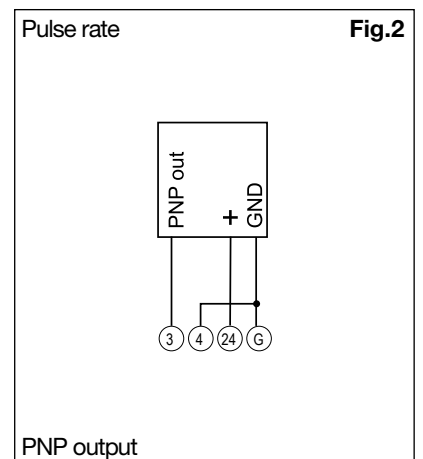 Pulse rate Fig.2
PNP out
+
GND
3 4 24 G
PNP output